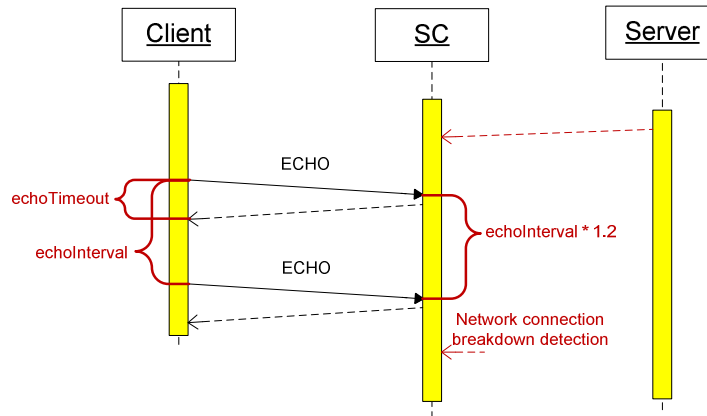 Client
SC
Server
ECHO
echoTimeout
echoInterval * 1.2
echoInterval
ECHO
Network connection
breakdown detection